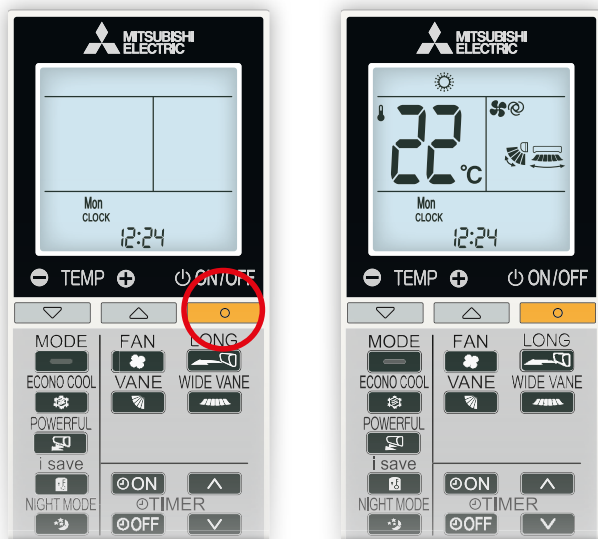 MITSUBISHI
ELECTRIC
Mon
CLOCK
12:24
TEMP
ON/OFF
MODE FAN LONG
ECONO COOL VANE WIDE VANE
POWERFUL
i save
ON
NIGHT MODE TIMER
OFF
MITSUBISHI
ELECTRIC
22°C
Mon
CLOCK
12:24
TEMP
ON/OFF
MODE FAN LONG
ECONO COOL VANE WIDE VANE
POWERFUL
i save
ON
NIGHT MODE TIMER
OFF